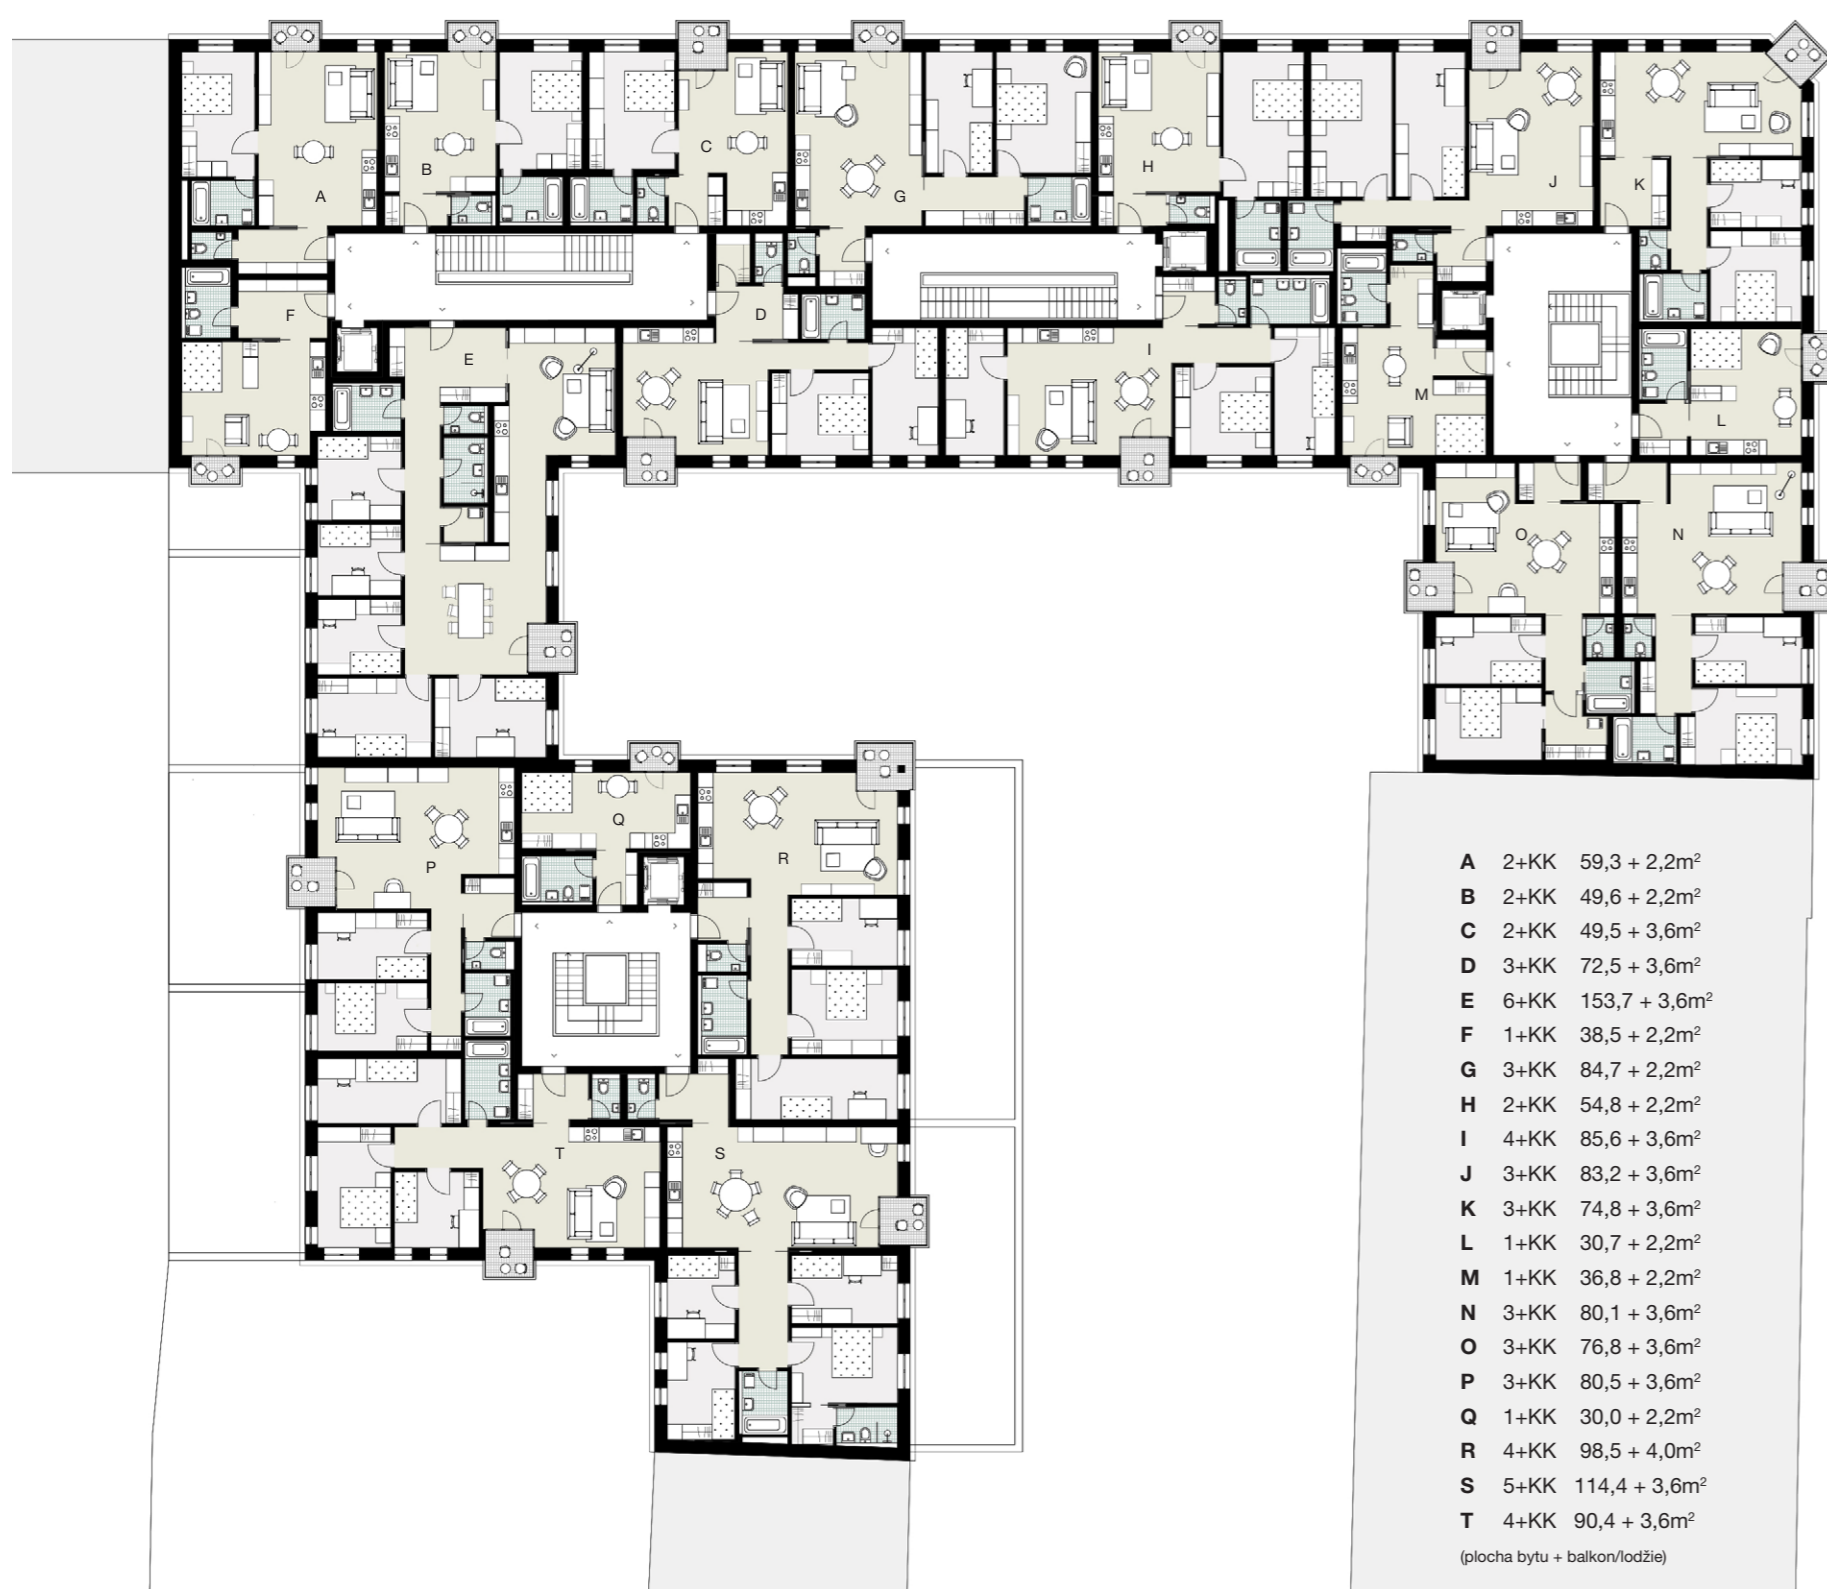 A
B
C
G
H
J
K
F
E
D
I
M
L
O
N
P
Q
R
T
S
A 2+KK 59,3 + 2,2m²
B 2+KK 49,6 + 2,2m²
C 2+KK 49,5 + 3,6m²
D 3+KK 72,5 + 3,6m²
E 6+KK 153,7 + 3,6m²
F 1+KK 38,5 + 2,2m²
G 3+KK 84,7 + 2,2m²
H 2+KK 54,8 + 2,2m²
I 4+KK 85,6 + 3,6m²
J 3+KK 83,2 + 3,6m²
K 3+KK 74,8 + 3,6m²
L 1+KK 30,7 + 2,2m²
M 1+KK 36,8 + 2,2m²
N 3+KK 80,1 + 3,6m²
O 3+KK 76,8 + 3,6m²
P 3+KK 80,5 + 3,6m²
Q 1+KK 30,0 + 2,2m²
R 4+KK 98,5 + 4,0m²
S 5+KK 114,4 + 3,6m²
T 4+KK 90,4 + 3,6m²
(plocha bytu + balkon/lodžie)